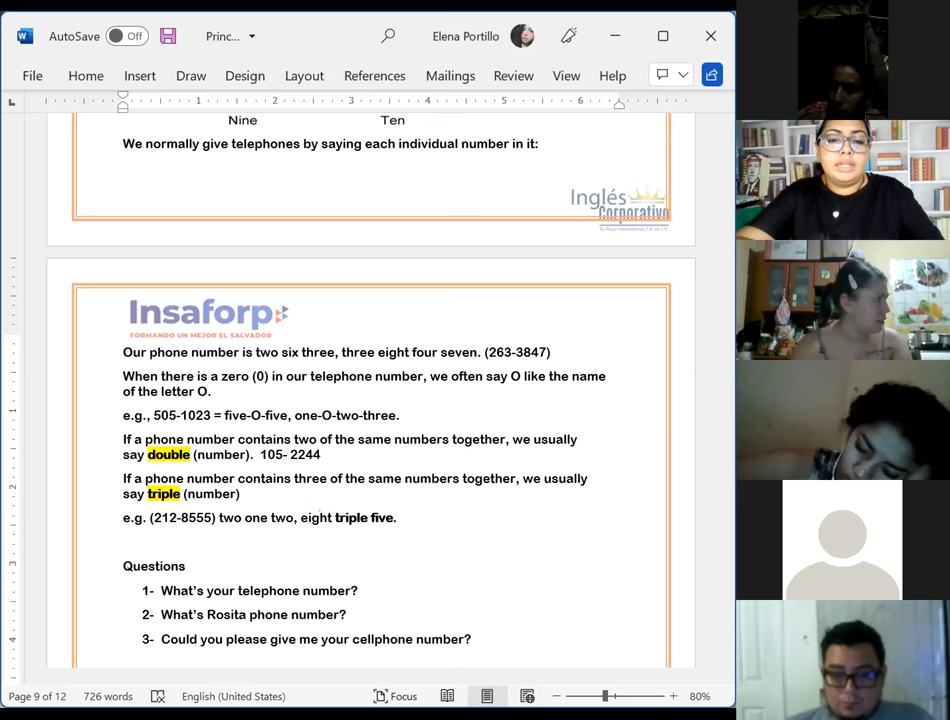 AutoSave Off Princ... Elena Portillo
File Home Insert Draw Design Layout References Mailings Review View Help
1 2 3 4 5 6
Nine Ten
We normally give telephones by saying each individual number in it:
Inglés
Corporativo
Insaforp
FORMANDO UN MEJOR EL SALVADOR
Our phone number is two six three, three eight four seven. (263-3847)
When there is a zero (0) in our telephone number, we often say O like the name
of the letter O.
e.g., 505-1023 = five-O-five, one-O-two-three.
If a phone number contains two of the same numbers together, we usually
say double (number). 105- 2244
If a phone number contains three of the same numbers together, we usually
say triple (number)
e.g. (212-8555) two one two, eight triple five.
Questions
1- What's your telephone number?
2- What's Rosita phone number?
3- Could you please give me your cellphone number?
Page 9 of 12 726 words English (United States) Focus 80%